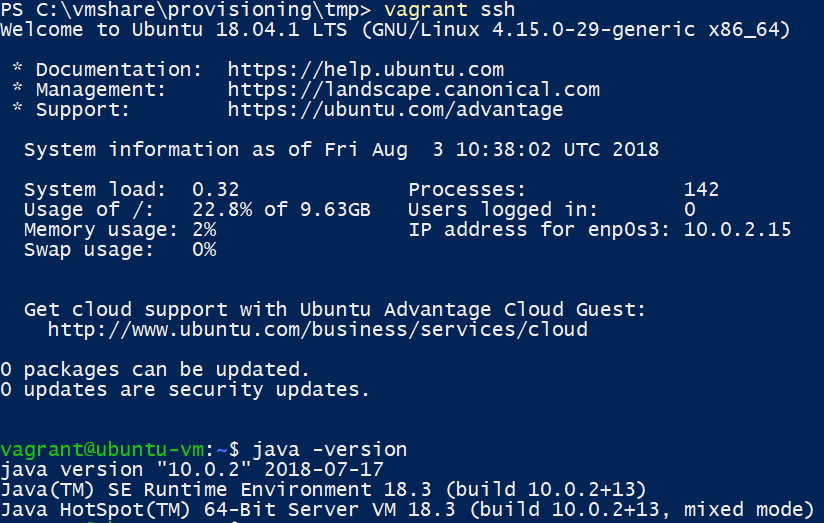 PS C:\vmshare\provisioning\tmp> vagrant ssh
Welcome to Ubuntu 18.04.1 LTS (GNU/Linux 4.15.0-29-generic x86_64)
* Documentation:  https://help.ubuntu.com
* Management:     https://landscape.canonical.com
* Support:        https://ubuntu.com/advantage
System information as of Fri Aug  3 10:38:02 UTC 2018
System load:  0.32              Processes:             142
Usage of /:   22.8% of 9.63GB   Users logged in:       0
Memory usage: 2%                IP address for enp0s3: 10.0.2.15
Swap usage:   0%
Get cloud support with Ubuntu Advantage Cloud Guest:
http://www.ubuntu.com/business/services/cloud
0 packages can be updated.
0 updates are security updates.
vagrant@ubuntu-vm:~$ java -version
java version "10.0.2" 2018-07-17
Java(TM) SE Runtime Environment 18.3 (build 10.0.2+13)
Java HotSpot(TM) 64-Bit Server VM 18.3 (build 10.0.2+13, mixed mode)